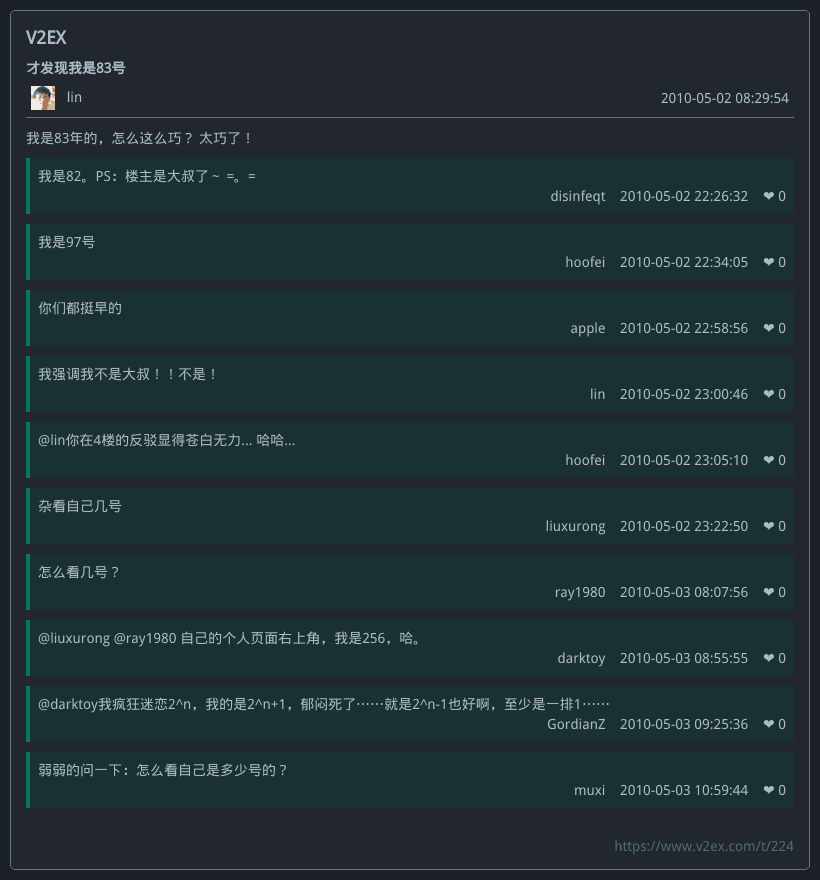 V2EX
才发现我是83号
lin 2010-05-02 08:29:54
我是83年的，怎么这么巧？ 太巧了！
我是82。PS：楼主是大叔了~ =。=
disinfeqt 2010-05-02 22:26:32 ❤ 0
我是97号
hoofei 2010-05-02 22:34:05 ❤ 0
你们都挺早的
apple 2010-05-02 22:58:56 ❤ 0
我强调我不是大叔！！不是！
lin 2010-05-02 23:00:46 ❤ 0
@lin你在4楼的反驳显得苍白无力... 哈哈...
hoofei 2010-05-02 23:05:10 ❤ 0
杂看自己几号
liuxurong 2010-05-02 23:22:50 ❤ 0
怎么看几号？
ray1980 2010-05-03 08:07:56 ❤ 0
@liuxurong @ray1980 自己的个人页面右上角，我是256，哈。
darktoy 2010-05-03 08:55:55 ❤ 0
@darktoy我疯狂迷恋2^n，我的是2^n+1，郁闷死了……就是2^n-1也好啊，至少是一排1……
GordianZ 2010-05-03 09:25:36 ❤ 0
弱弱的问一下：怎么看自己是多少号的？
muxi 2010-05-03 10:59:44 ❤ 0
https://www.v2ex.com/t/224